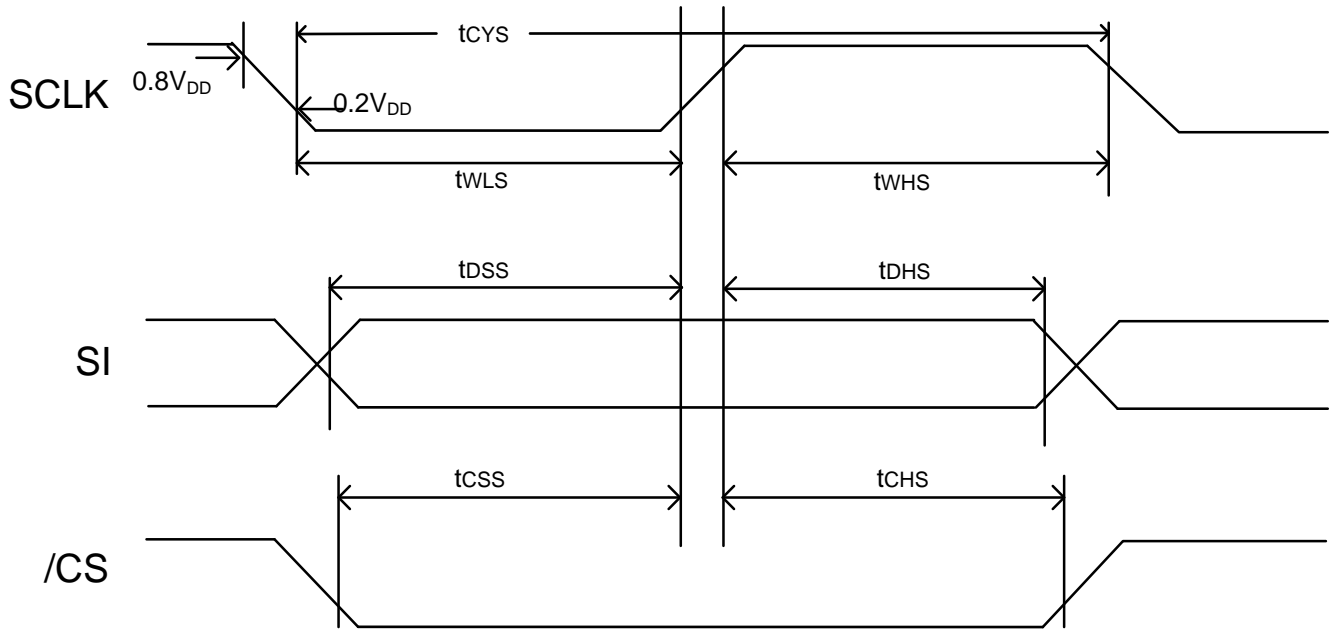 tCYS
0.8VDD
SCLK
0.2VDD
tWLS
tWHS
tDSS
tDHS
SI
tCSS
tCHS
/CS